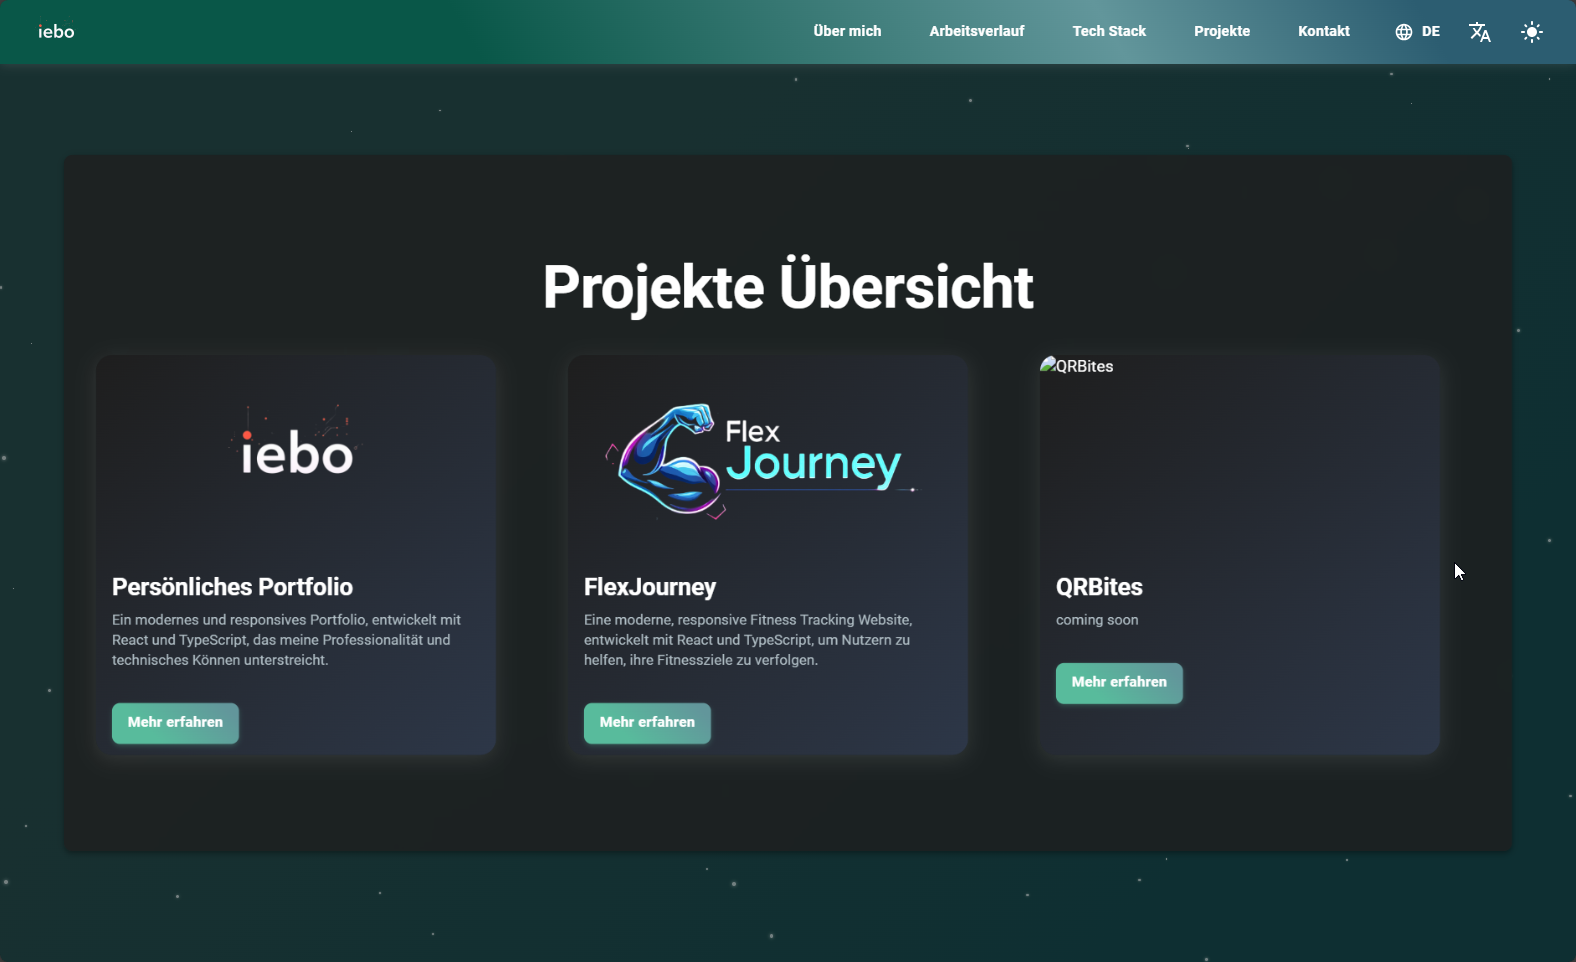 iebo
Über mich
Arbeitsverlauf
Tech Stack
Projekte
Kontakt
DE
Projekte Übersicht
iebo
Flex
Journey
QRBites
Persönliches Portfolio
Ein modernes und responsives Portfolio, entwickelt mit
React und TypeScript, das meine Professionalität und
technisches Können unterstreicht.
Mehr erfahren
FlexJourney
Eine moderne, responsive Fitness Tracking Website,
entwickelt mit React und TypeScript, um Nutzern zu
helfen, ihre Fitnessziele zu verfolgen.
Mehr erfahren
QRBites
coming soon
Mehr erfahren